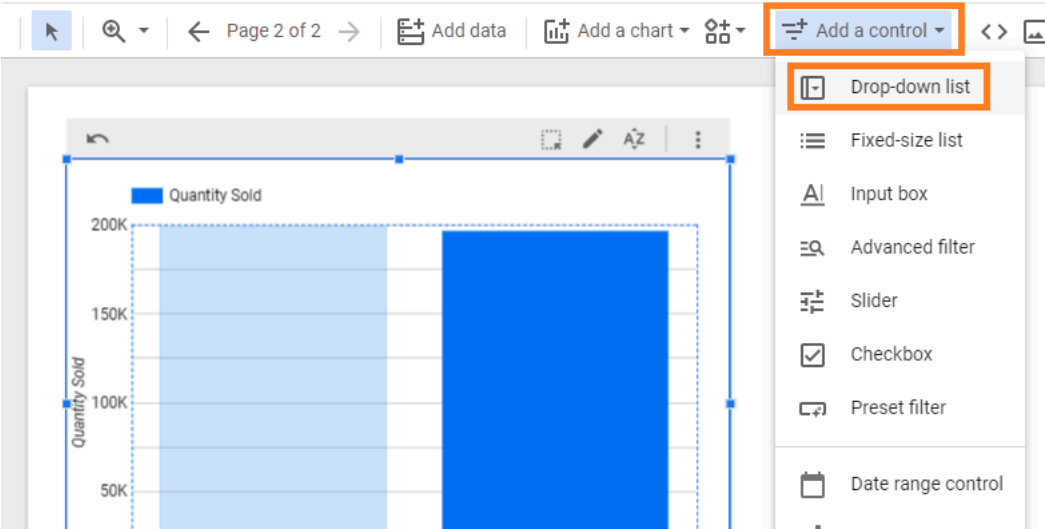 Page 2 of 2 Add data Add a chart Add a control
Drop-down list
Fixed-size list
Input box
Advanced filter
Slider
Checkbox
Preset filter
Date range control
AZ
Quantity Sold
200K
150K
100K
50K
Quantity Sold